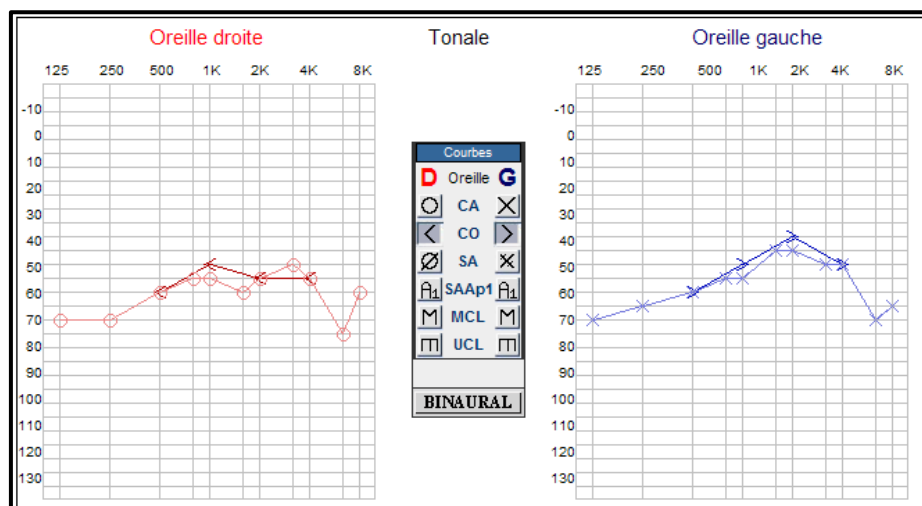 Oreille droite
Tonale
Oreille gauche
125 250 500 1K 2K 4K 8K
125 250 500 1K 2K 4K 8K
-10
0
10
20
30
40
50
60
70
80
90
100
110
120
130
Courbes
D Oreille G
CA
CO
SA
A1 SAAp1 A1
M MCL M
UCL
BINAURAL
-10
0
10
20
30
40
50
60
70
80
90
100
110
120
130